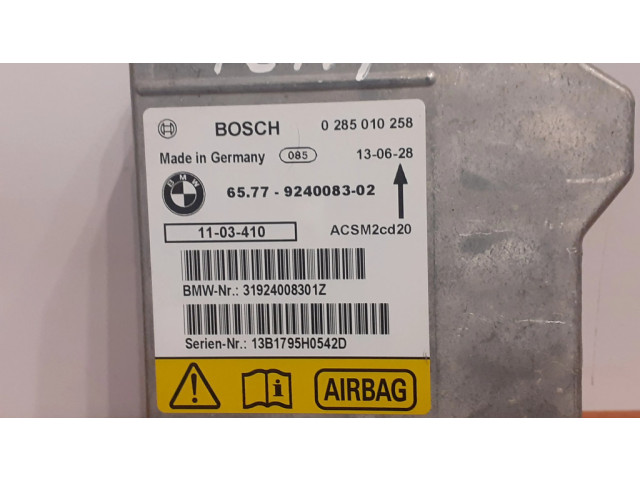 BOSCH 0 285 010 258
Made in Germany 085 13-06-28
BMW 65.77 - 9240083-02
11-03-410 ACSM2cd20
BMW-Nr.: 31924008301Z
Serien-Nr.: 13B1795H0542D
AIRBAG